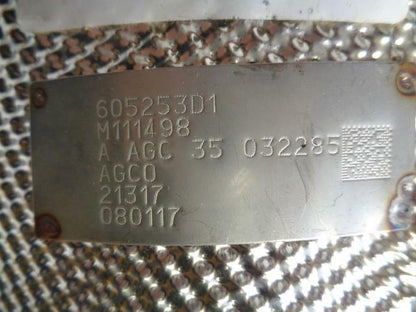 605253D1
M111498
A AGC 35 032285
AGCO
21317
080117